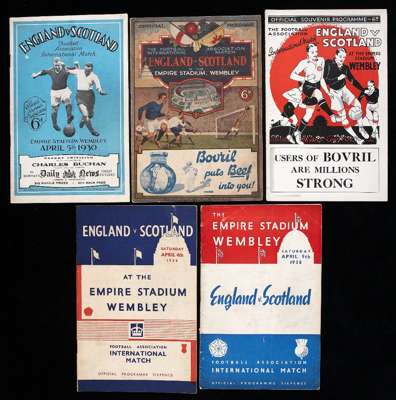 ENGLAND v SCOTLAND
Football
Association
International Match
6D
EMPIRE STADIUM WEMBLEY
APRIL 5th 1930
CHARLES BUCHAN
Daily News
THE FOOTBALL ASSOCIATION
INTERNATIONAL
ENGLAND v SCOTLAND
EMPIRE STADIUM, WEMBLEY
6D
Bovril
puts Beef
into you!
OFFICIAL SOUVENIR PROGRAMME - 6D
THE FOOTBALL
ASSOCIATION
International Match
ENGLAND V
SCOTLAND
AT THE EMPIRE
STADIUM
WEMBLEY
USERS OF BOVRIL
ARE MILLIONS
STRONG
ENGLAND V SCOTLAND
SATURDAY
APRIL 4th
1936
AT THE
EMPIRE STADIUM
WEMBLEY
FOOTBALL ASSOCIATION
INTERNATIONAL
MATCH
OFFICIAL PROGRAMME SIXPENCE
THE
EMPIRE STADIUM
WEMBLEY
SATURDAY
APRIL 9th
1938
England v Scotland
FOOTBALL ASSOCIATION
INTERNATIONAL MATCH
OFFICIAL PROGRAMME SIXPENCE